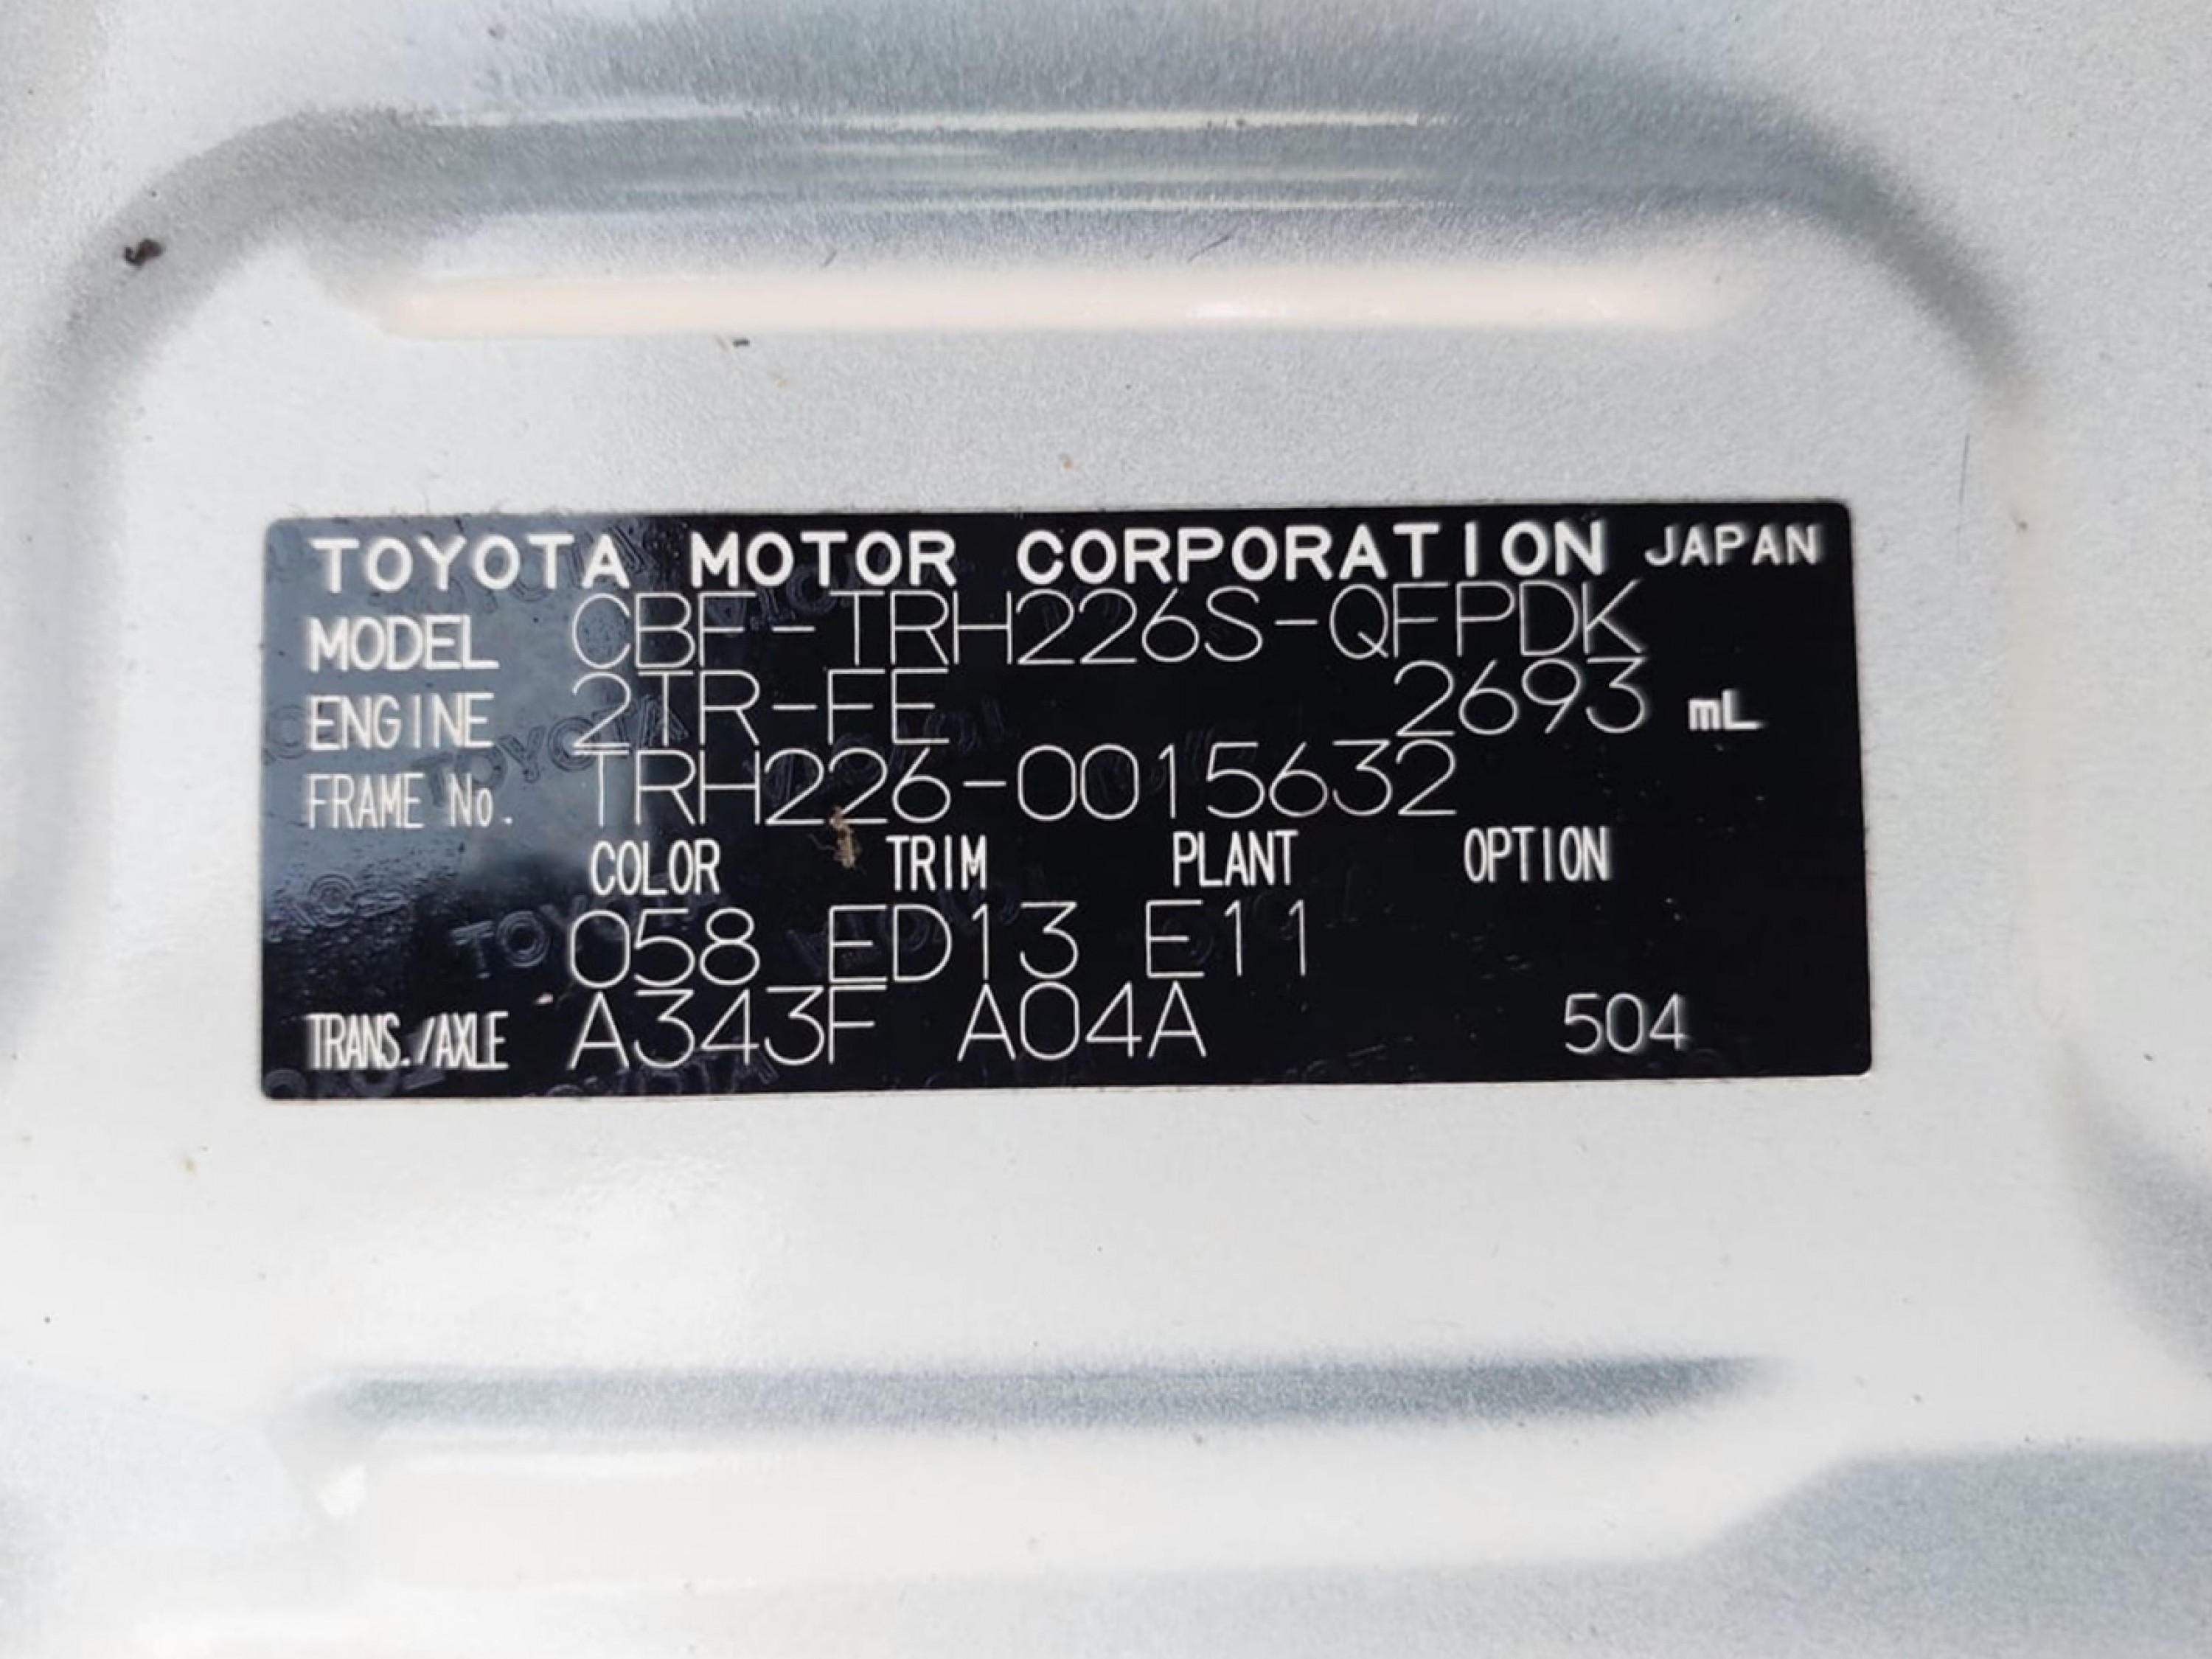 TOYOTA MOTOR CORPORATION JAPAN
MODEL CBF-TRH226S-QFPDK
ENGINE 2TR-FE 2693 mL
FRAME No. TRH226-0015632
COLOR TRIM PLANT OPTION
058 ED13 E11
TRANS./AXLE A343F A04A 504